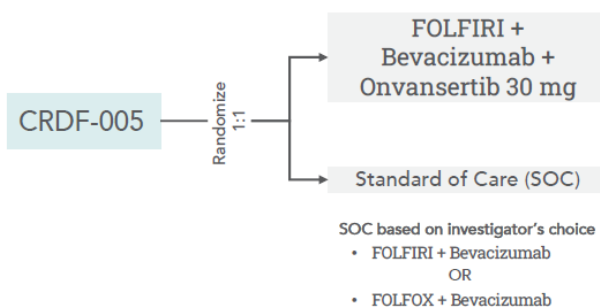 FOLFIRI +
Bevacizumab +
Onvansertib 30 mg
CRDF-005
Randomize
1:1
Standard of Care (SOC)
SOC based on investigator's choice
• FOLFIRI + Bevacizumab
OR
• FOLFOX + Bevacizumab